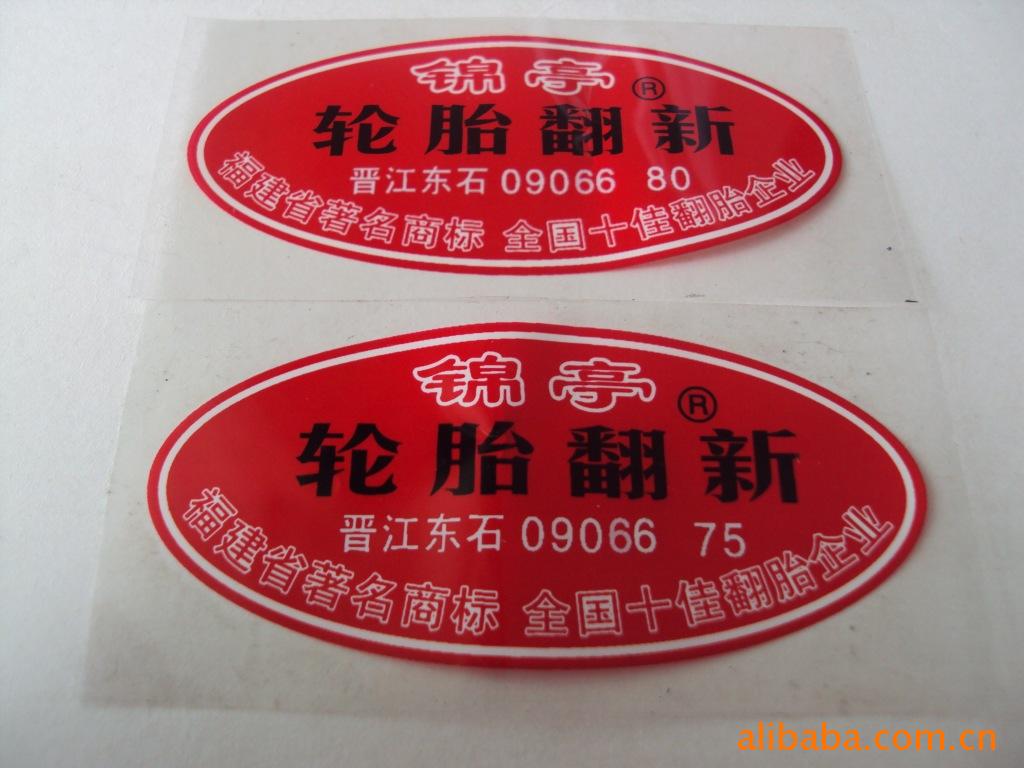 锦亭®
轮胎翻新
晋江东石 09066 80
福建省著名商标 全国十佳翻胎企业
锦亭®
轮胎翻新
晋江东石 09066 75
福建省著名商标 全国十佳翻胎企业
alibaba.com.cn